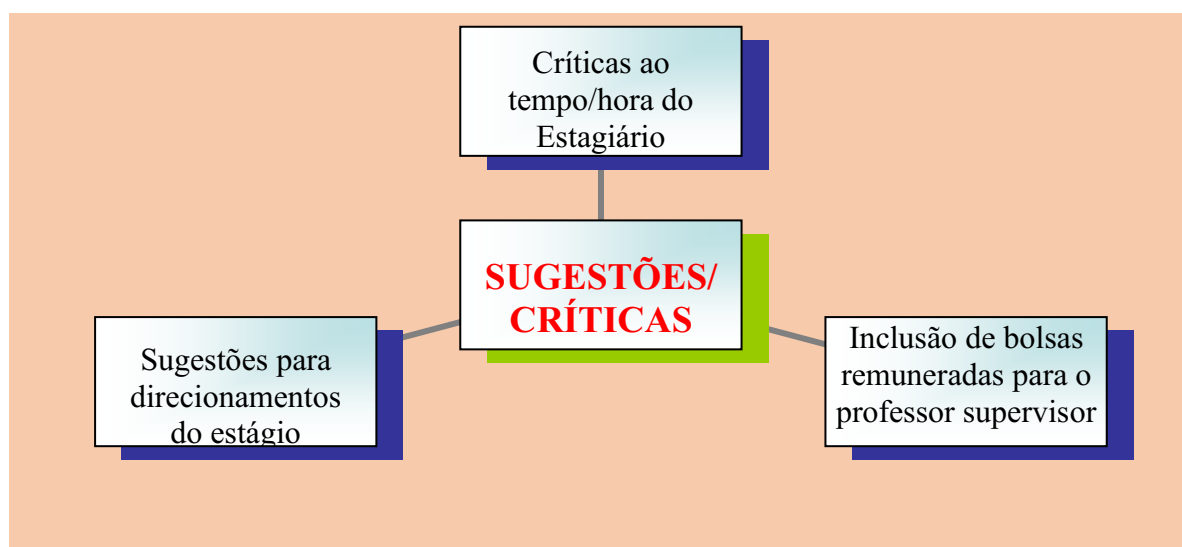 Críticas ao
tempo/hora do
Estagiário
SUGESTÕES/
CRÍTICAS
Sugestões para
direcionamentos
do estágio
Inclusão de bolsas
remuneradas para o
professor supervisor